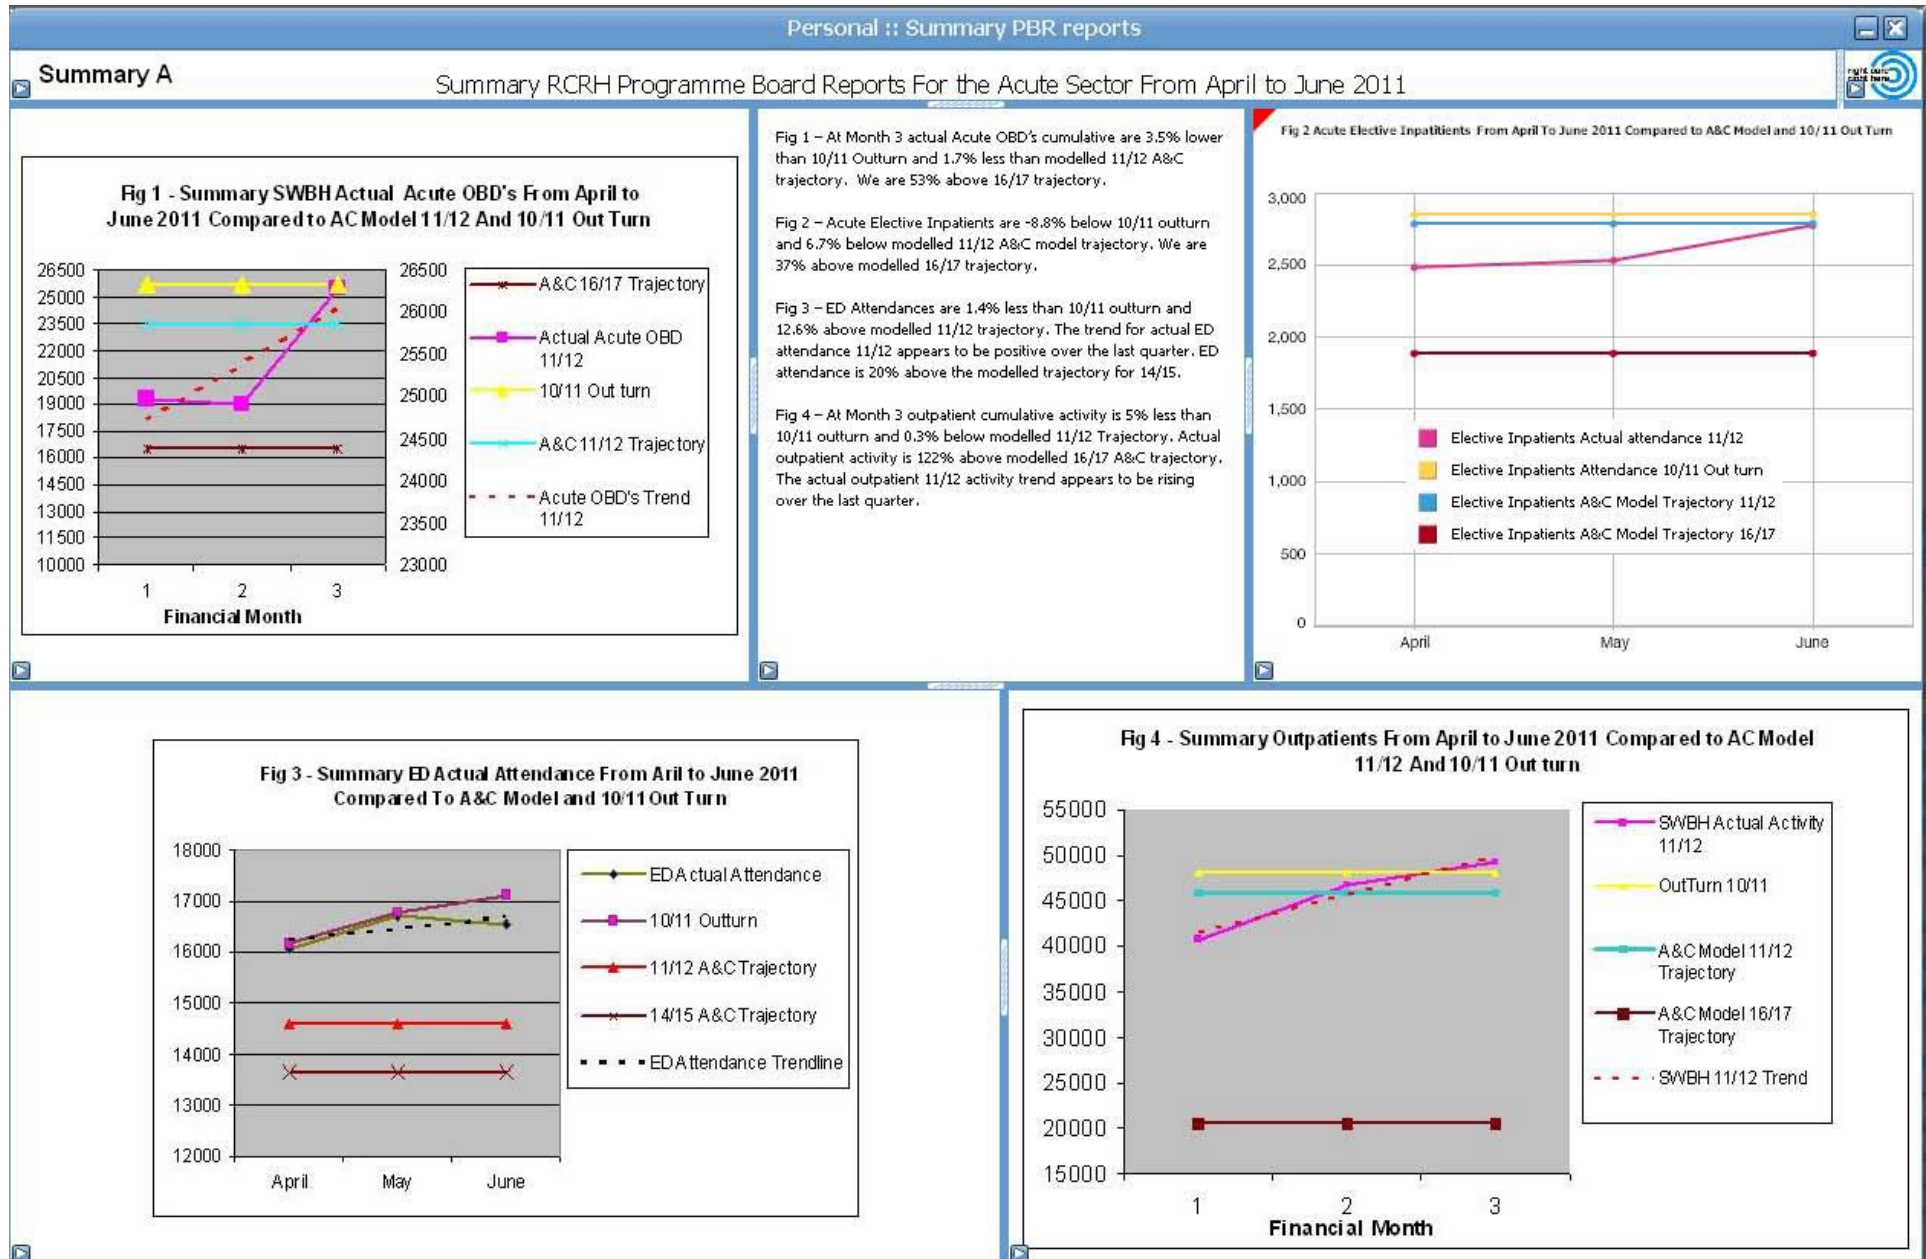 Personal :: Summary PBR reports
Summary A
Summary RCRH Programme Board Reports For the Acute Sector From April to June 2011
right care
right here
Fig 1 - Summary SWBH Actual Acute OBD's From April to
June 2011 Compared to AC Model 11/12 And 10/11 Out Turn
26500
25000
23500
22000
20500
19000
17500
16000
14500
13000
11500
10000
26500
26000
25500
25000
24500
24000
23500
23000
1 2 3
Financial Month
A&C 16/17 Trajectory
Actual Acute OBD
11/12
10/11 Out turn
A&C 11/12 Trajectory
Acute OBD's Trend
11/12
Fig 1 – At Month 3 actual Acute OBD's cumulative are 3.5% lower
than 10/11 Outturn and 1.7% less than modelled 11/12 A&C
trajectory. We are 53% above 16/17 trajectory.
Fig 2 – Acute Elective Inpatients are -8.8% below 10/11 outturn
and 6.7% below modelled 11/12 A&C model trajectory. We are
37% above modelled 16/17 trajectory.
Fig 3 – ED Attendances are 1.4% less than 10/11 outturn and
12.6% above modelled 11/12 trajectory. The trend for actual ED
attendance 11/12 appears to be positive over the last quarter. ED
attendance is 20% above the modelled trajectory for 14/15.
Fig 4 – At Month 3 outpatient cumulative activity is 5% less than
10/11 outturn and 0.3% below modelled 11/12 Trajectory. Actual
outpatient activity is 122% above modelled 16/17 A&C trajectory.
The actual outpatient 11/12 activity trend appears to be rising
over the last quarter.
Fig 2 Acute Elective Inpatitients From April To June 2011 Compared to A&C Model and 10/11 Out Turn
3,000
2,500
2,000
1,500
1,000
500
0
April May June
Elective Inpatients Actual attendance 11/12
Elective Inpatients Attendance 10/11 Out turn
Elective Inpatients A&C Model Trajectory 11/12
Elective Inpatients A&C Model Trajectory 16/17
Fig 3 - Summary ED Actual Attendance From Aril to June 2011
Compared To A&C Model and 10/11 Out Turn
18000
17000
16000
15000
14000
13000
12000
April May June
ED Actual Attendance
10/11 Outturn
11/12 A&C Trajectory
14/15 A&C Trajectory
ED Attendance Trendline
Fig 4 - Summary Outpatients From April to June 2011 Compared to AC Model
11/12 And 10/11 Out turn
55000
50000
45000
40000
35000
30000
25000
20000
15000
1 2 3
Financial Month
SWBH Actual Activity
11/12
OutTurn 10/11
A&C Model 11/12
Trajectory
A&C Model 16/17
Trajectory
SWBH 11/12 Trend